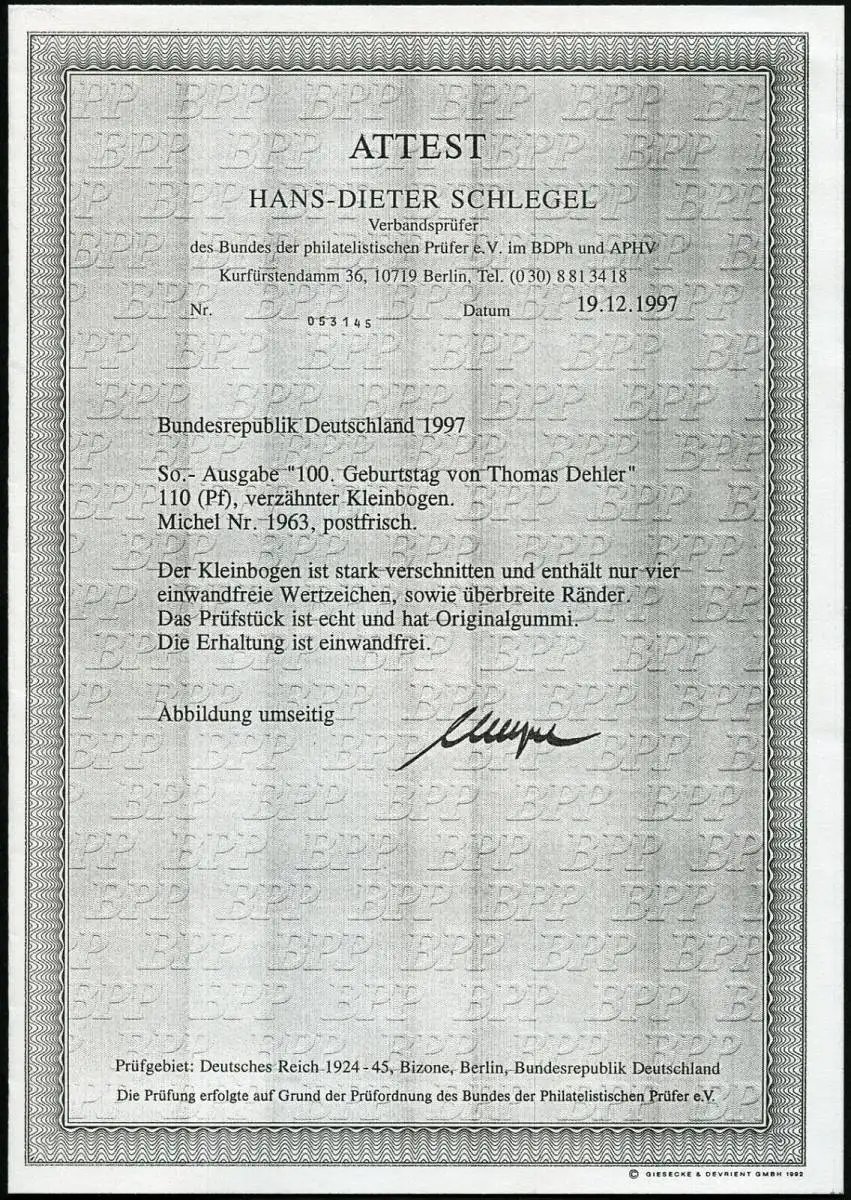 ATTEST
HANS-DIETER SCHLEGEL
Verbandsprüfer
des Bundes der philatelistischen Prüfer e.V. im BDPh und APHV
Kurfürstendamm 36, 10719 Berlin, Tel. (030) 8 81 34 18
Nr. 053145 Datum 19.12.1997
Bundesrepublik Deutschland 1997
So.- Ausgabe "100. Geburtstag von Thomas Dehler"
110 (Pf), verzähnter Kleinbogen.
Michel Nr. 1963, postfrisch.
Der Kleinbogen ist stark verschnitten und enthält nur vier
einwandfreie Wertzeichen, sowie überbreite Ränder.
Das Prüfstück ist echt und hat Originalgummi.
Die Erhaltung ist einwandfrei.
Abbildung umseitig
Prüfgebiet: Deutsches Reich 1924-45, Bizone, Berlin, Bundesrepublik Deutschland
Die Prüfung erfolgte auf Grund der Prüfordnung des Bundes der Philatelistischen Prüfer e.V.
© GIESECKE & DEVRIENT GMBH 1992